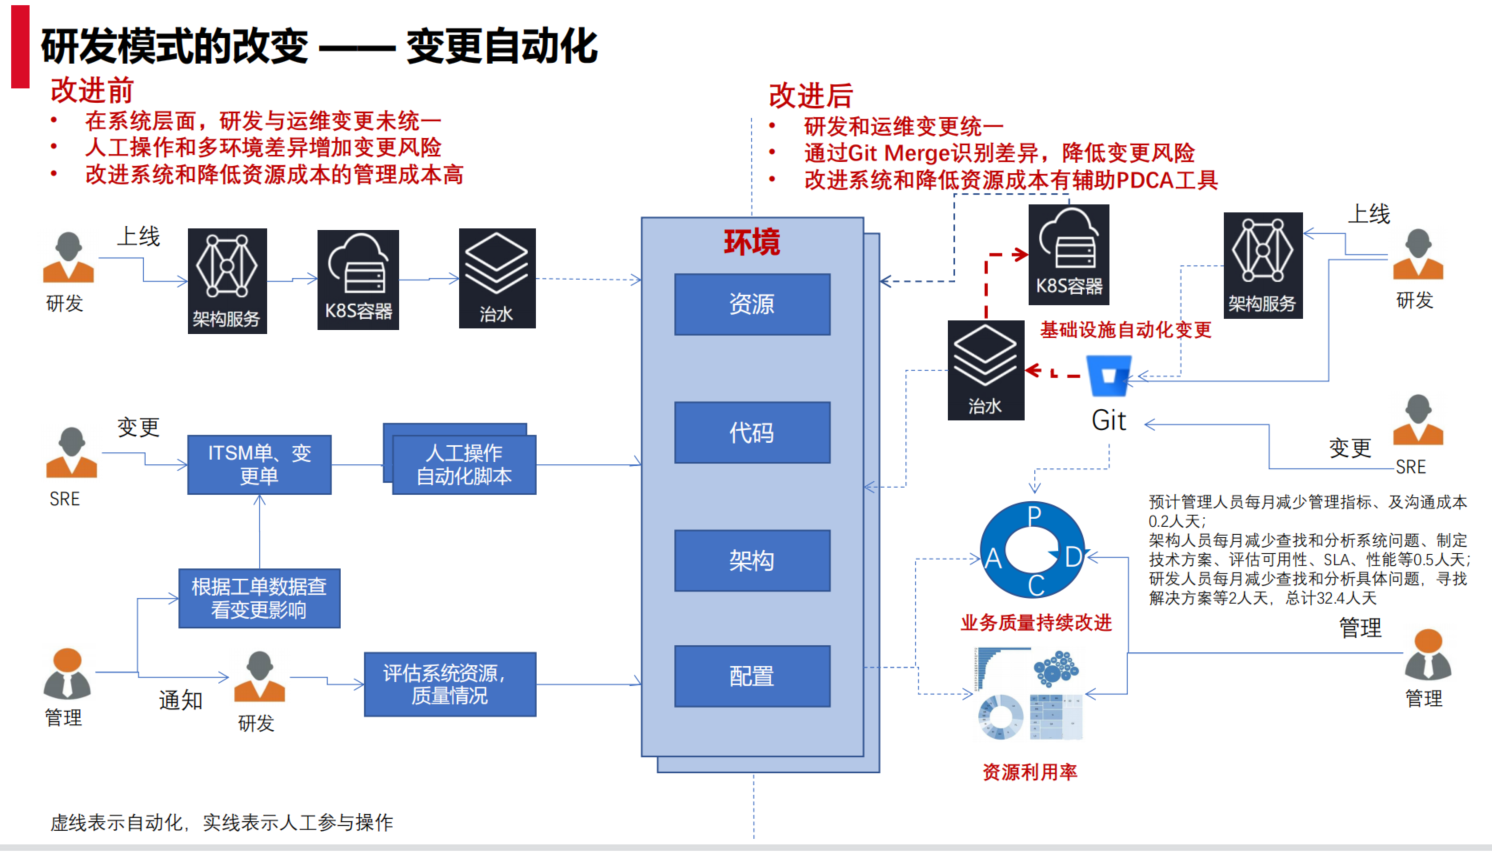 研发模式的改变 —— 变更自动化
改进前
• 在系统层面，研发与运维变更未统一
• 人工操作和多环境差异增加变更风险
• 改进系统和降低资源成本的管理成本高
改进后
• 研发和运维变更统一
• 通过Git Merge识别差异，降低变更风险
• 改进系统和降低资源成本有辅助PDCA工具
上线
研发
架构服务
K8S容器
治水
变更
SRE
ITSM单、变
更单
人工操作
自动化脚本
根据工单数据查
看变更影响
管理
通知
研发
评估系统资源，
质量情况
环境
资源
代码
架构
配置
K8S容器
治水
基础设施自动化变更
Git
架构服务
上线
研发
变更
SRE
P
A
D
C
业务质量持续改进
资源利用率
预计管理人员每月减少管理指标、及沟通成本
0.2人天；
架构人员每月减少查找和分析系统问题、制定
技术方案、评估可用性、SLA、性能等0.5人天；
研发人员每月减少查找和分析具体问题，寻找
解决方案等2人天，总计32.4人天
管理
管理
虚线表示自动化，实线表示人工参与操作